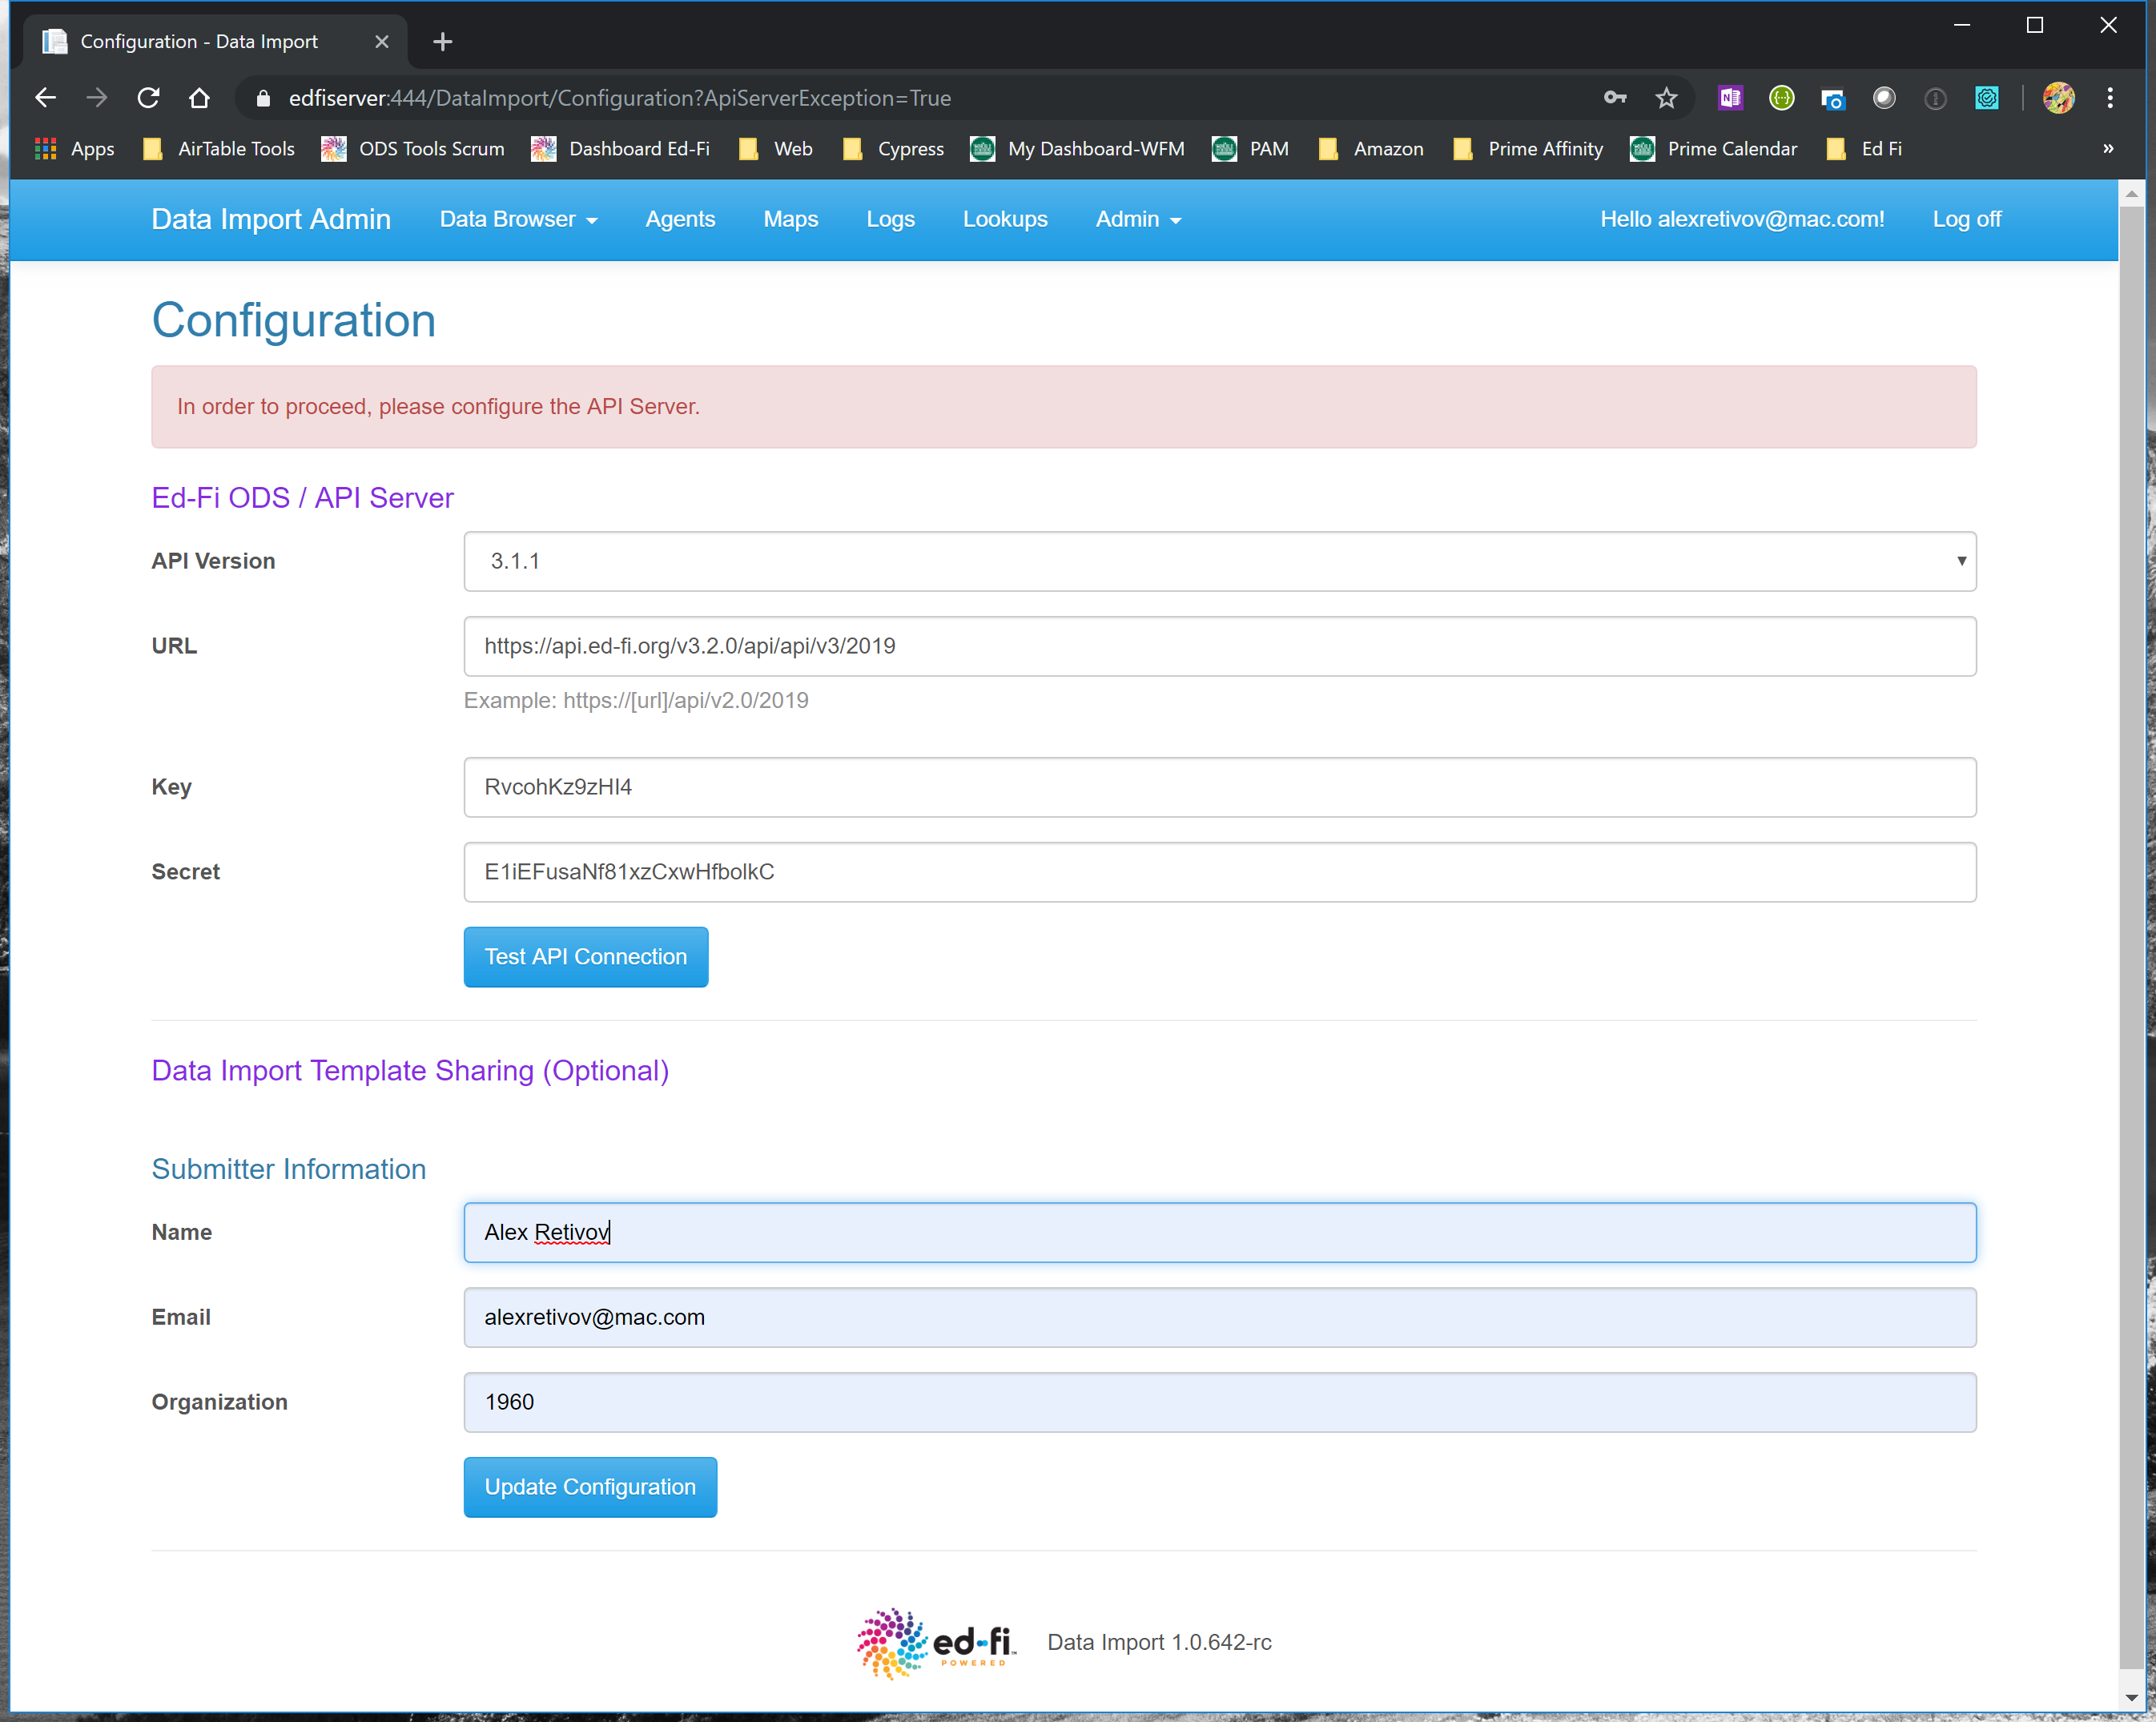 Configuration - Data Import
edfiserver:444/DataImport/Configuration?ApiServerException=True
Apps AirTable Tools ODS Tools Scrum Dashboard Ed-Fi Web Cypress My Dashboard-WFM PAM Amazon Prime Affinity Prime Calendar Ed Fi »
Data Import Admin Data Browser Agents Maps Logs Lookups Admin Hello alexretivov@mac.com! Log off
Configuration
In order to proceed, please configure the API Server.
Ed-Fi ODS / API Server
API Version 3.1.1
URL https://api.ed-fi.org/v3.2.0/api/api/v3/2019
Example: https://[url]/api/v2.0/2019
Key RvcohKz9zHI4
Secret E1iEFusaNf81xzCxwHfbolkC
Test API Connection
Data Import Template Sharing (Optional)
Submitter Information
Name Alex Retivov
Email alexretivov@mac.com
Organization 1960
Update Configuration
ed-fi Data Import 1.0.642-rc
POWERED